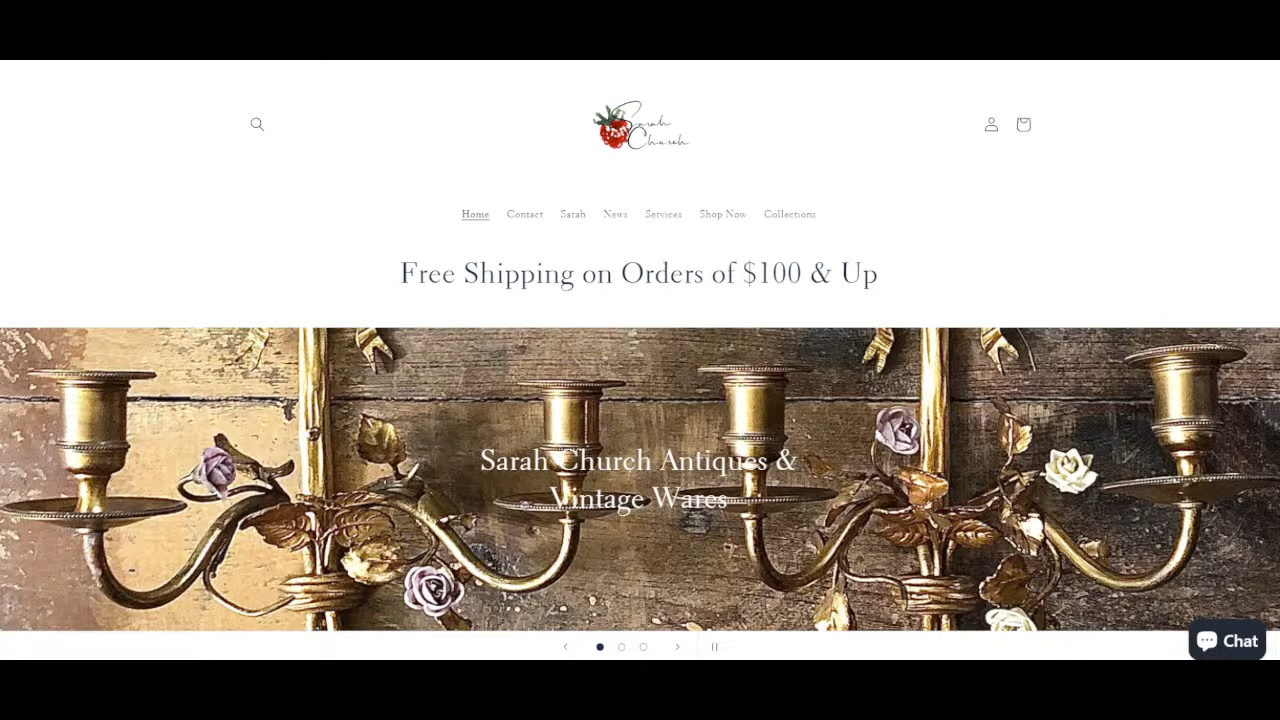 Sarah
Church
Home Contact Sarah News Services Shop Now Collections
Free Shipping on Orders of $100 & Up
Sarah Church Antiques &
Vintage Wares
Chat